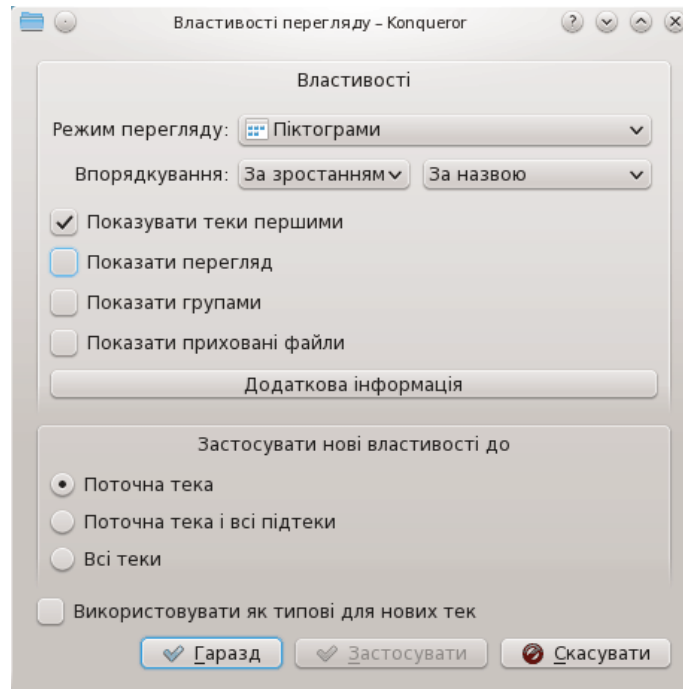 Властивості перегляду – Konqueror
Властивості
Режим перегляду: Піктограми
Впорядкування: За зростанням За назвою
Показувати теки першими
Показати перегляд
Показати групами
Показати приховані файли
Додаткова інформація
Застосувати нові властивості до
Поточна тека
Поточна тека і всі підтеки
Всі теки
Використовувати як типові для нових тек
Гаразд Застосувати Скасувати